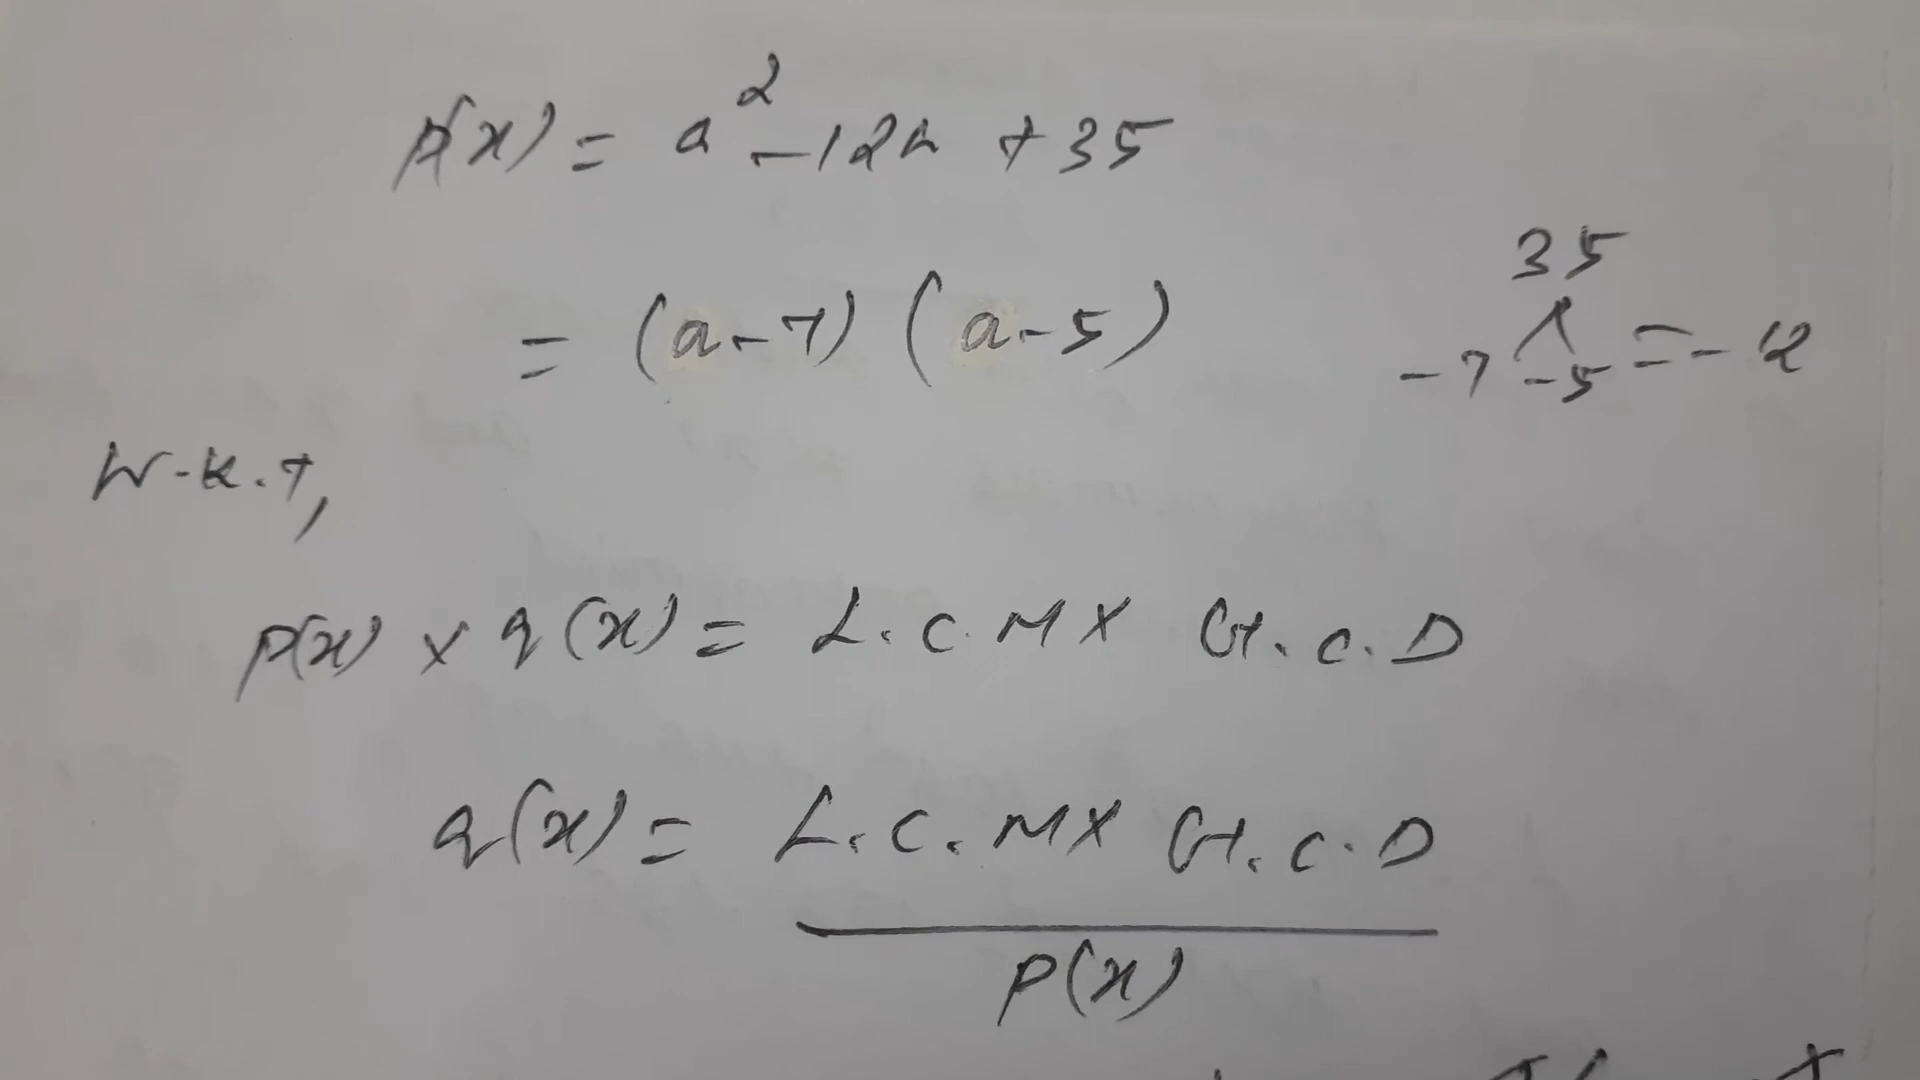 p(x) = a² - 12a + 35
= (a-7) (a-5)
35
-7 -5 = -12
W.K.T,
p(x) x q(x) = L.C.M X G.C.D
q(x) = L.C.M X G.C.D
p(x)